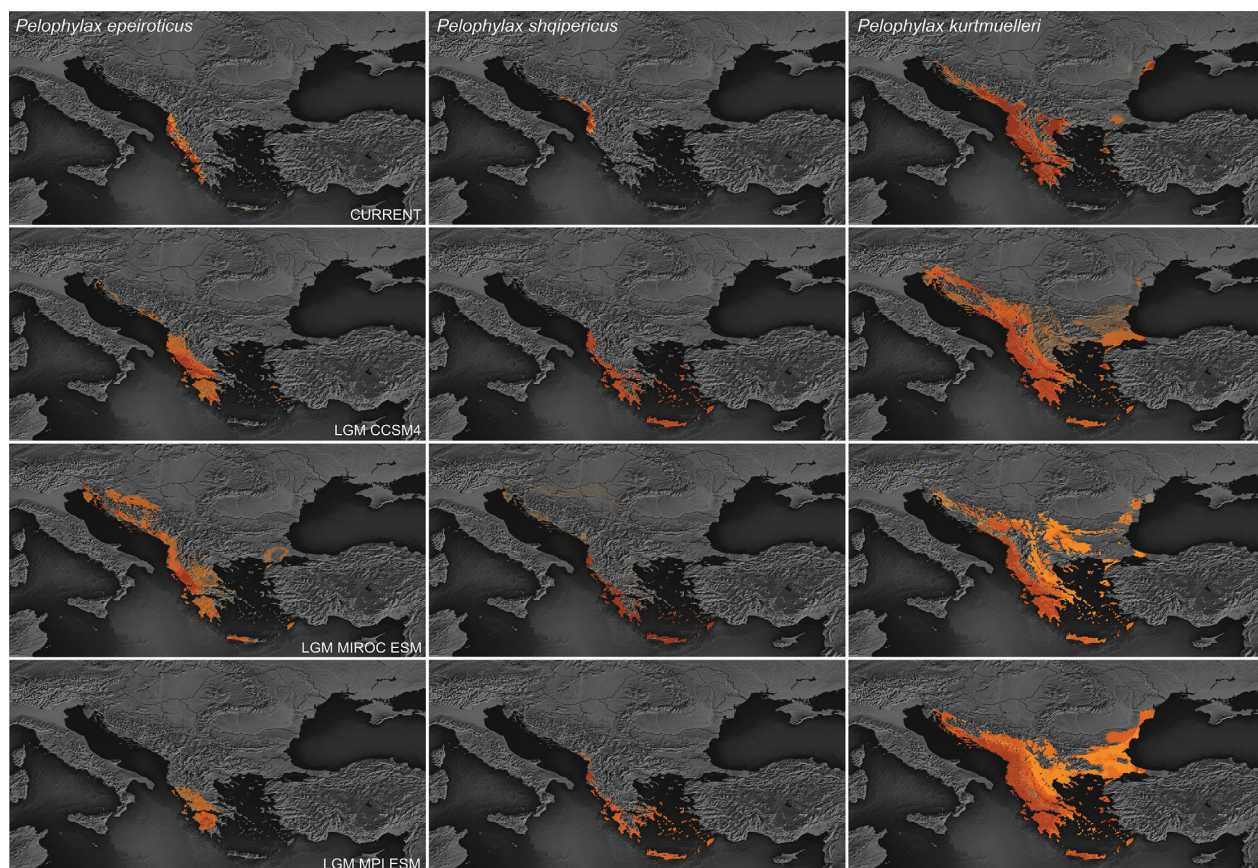 Pelophylax epeiroticus
Pelophylax shqipericus
Pelophylax kurtmuelleri
CURRENT
LGM CCSM4
LGM MIROC ESM
LGM MPI ESM